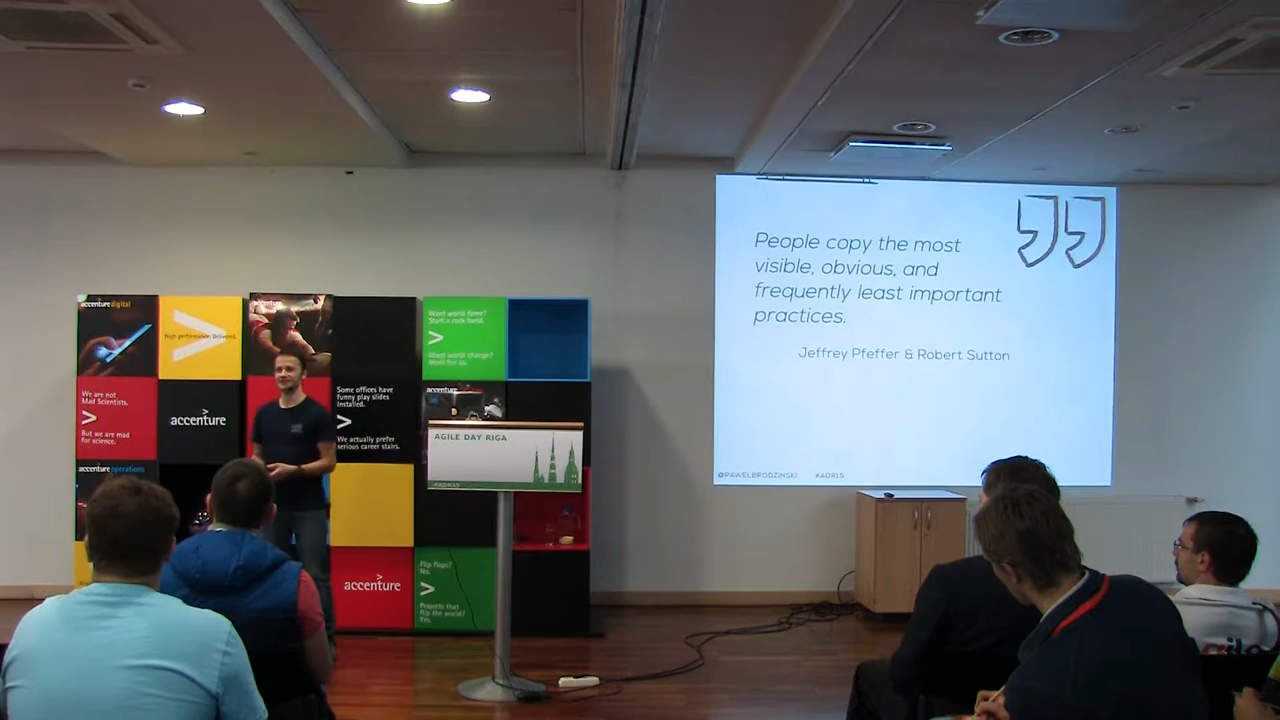 People copy the most
visible, obvious, and
frequently least important
practices.
Jeffrey Pfeffer & Robert Sutton
@PAWELBRODZINSKI #ADR15
accenture digital
High performance. Delivered.
accenture
Want world fame?
Start a rock band.
>
Want world change?
Work for us.
We are not
Mad Scientists.
>
But we are mad
for science.
accenture
Some offices have
funny play slides
installed.
>
We actually prefer
serious career stairs.
accenture
AGILE DAY RIGA
#ADR15
accenture operations
accenture
Flip flops?
No.
>
Projects that
flip the world?
Yes.